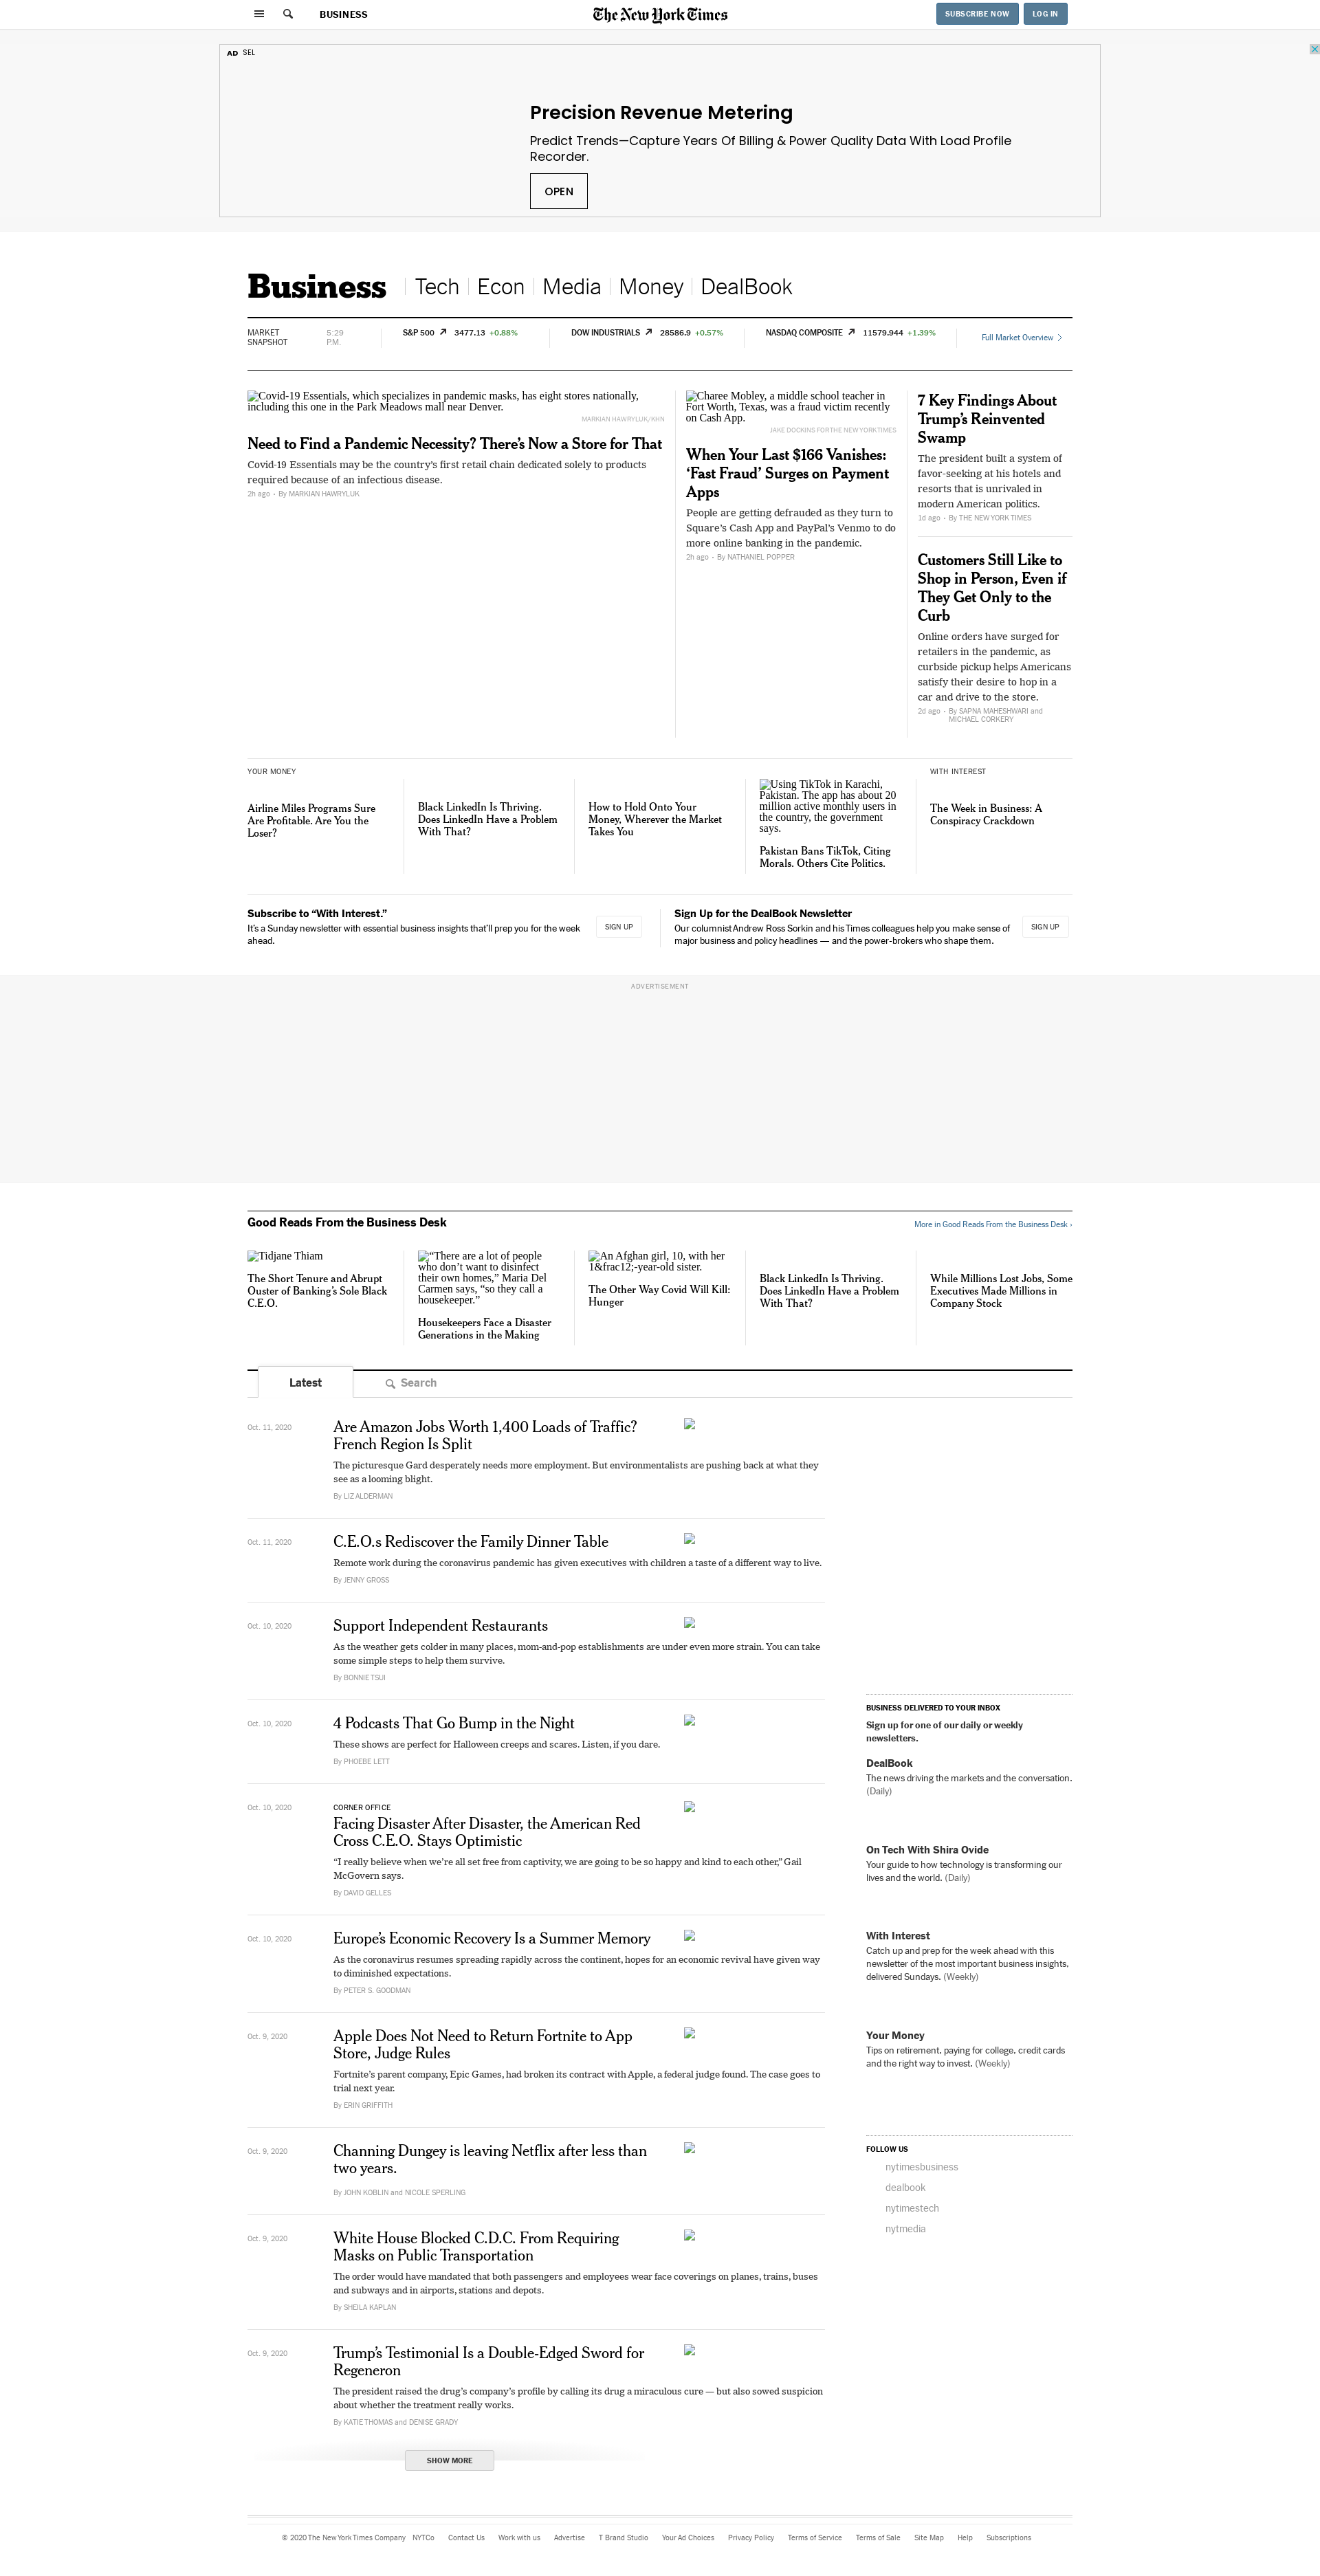 BUSINESS
The New York Times
SUBSCRIBE NOW
LOG IN
AD SEL
Precision Revenue Metering
Predict Trends—Capture Years Of Billing & Power Quality Data With Load Profile
Recorder.
OPEN
Business
Tech
Econ
Media
Money
DealBook
MARKET
SNAPSHOT
5:29
P.M.
S&P 500 3477.13 +0.88%
DOW INDUSTRIALS 28586.9 +0.57%
NASDAQ COMPOSITE 11579.944 +1.39%
Full Market Overview
Covid-19 Essentials, which specializes in pandemic masks, has eight stores nationally,
including this one in the Park Meadows mall near Denver.
MARKIAN HAWRYLUK/KHN
Need to Find a Pandemic Necessity? There’s Now a Store for That
Covid-19 Essentials may be the country’s first retail chain dedicated solely to products
required because of an infectious disease.
2h ago • By MARKIAN HAWRYLUK
Charee Mobley, a middle school teacher in
Fort Worth, Texas, was a fraud victim recently
on Cash App.
JAKE DOCKINS FOR THE NEW YORK TIMES
When Your Last $166 Vanishes:
‘Fast Fraud’ Surges on Payment
Apps
People are getting defrauded as they turn to
Square’s Cash App and PayPal’s Venmo to do
more online banking in the pandemic.
2h ago • By NATHANIEL POPPER
7 Key Findings About
Trump’s Reinvented
Swamp
The president built a system of
favor-seeking at his hotels and
resorts that is unrivaled in
modern American politics.
1d ago • By THE NEW YORK TIMES
Customers Still Like to
Shop in Person, Even if
They Get Only to the
Curb
Online orders have surged for
retailers in the pandemic, as
curbside pickup helps Americans
satisfy their desire to hop in a
car and drive to the store.
2d ago • By SAPNA MAHESHWARI and
MICHAEL CORKERY
YOUR MONEY
Airline Miles Programs Sure
Are Profitable. Are You the
Loser?
Black LinkedIn Is Thriving.
Does LinkedIn Have a Problem
With That?
How to Hold Onto Your
Money, Wherever the Market
Takes You
Using TikTok in Karachi,
Pakistan. The app has about 20
million active monthly users in
the country, the government
says.
Pakistan Bans TikTok, Citing
Morals. Others Cite Politics.
WITH INTEREST
The Week in Business: A
Conspiracy Crackdown
Subscribe to “With Interest.”
It’s a Sunday newsletter with essential business insights that’ll prep you for the week
ahead.
SIGN UP
Sign Up for the DealBook Newsletter
Our columnist Andrew Ross Sorkin and his Times colleagues help you make sense of
major business and policy headlines — and the power-brokers who shape them.
SIGN UP
ADVERTISEMENT
Good Reads From the Business Desk
More in Good Reads From the Business Desk ›
Tidjane Thiam
The Short Tenure and Abrupt
Ouster of Banking’s Sole Black
C.E.O.
“There are a lot of people
who don’t want to disinfect
their own homes,” Maria Del
Carmen says, “so they call a
housekeeper.”
Housekeepers Face a Disaster
Generations in the Making
An Afghan girl, 10, with her
1&frac12;-year-old sister.
The Other Way Covid Will Kill:
Hunger
Black LinkedIn Is Thriving.
Does LinkedIn Have a Problem
With That?
While Millions Lost Jobs, Some
Executives Made Millions in
Company Stock
Latest
Search
Oct. 11, 2020
Are Amazon Jobs Worth 1,400 Loads of Traffic?
French Region Is Split
The picturesque Gard desperately needs more employment. But environmentalists are pushing back at what they
see as a looming blight.
By LIZ ALDERMAN
Oct. 11, 2020
C.E.O.s Rediscover the Family Dinner Table
Remote work during the coronavirus pandemic has given executives with children a taste of a different way to live.
By JENNY GROSS
Oct. 10, 2020
Support Independent Restaurants
As the weather gets colder in many places, mom-and-pop establishments are under even more strain. You can take
some simple steps to help them survive.
By BONNIE TSUI
Oct. 10, 2020
4 Podcasts That Go Bump in the Night
These shows are perfect for Halloween creeps and scares. Listen, if you dare.
By PHOEBE LETT
Oct. 10, 2020
CORNER OFFICE
Facing Disaster After Disaster, the American Red
Cross C.E.O. Stays Optimistic
“I really believe when we’re all set free from captivity, we are going to be so happy and kind to each other,” Gail
McGovern says.
By DAVID GELLES
Oct. 10, 2020
Europe’s Economic Recovery Is a Summer Memory
As the coronavirus resumes spreading rapidly across the continent, hopes for an economic revival have given way
to diminished expectations.
By PETER S. GOODMAN
Oct. 9, 2020
Apple Does Not Need to Return Fortnite to App
Store, Judge Rules
Fortnite’s parent company, Epic Games, had broken its contract with Apple, a federal judge found. The case goes to
trial next year.
By ERIN GRIFFITH
Oct. 9, 2020
Channing Dungey is leaving Netflix after less than
two years.
By JOHN KOBLIN and NICOLE SPERLING
Oct. 9, 2020
White House Blocked C.D.C. From Requiring
Masks on Public Transportation
The order would have mandated that both passengers and employees wear face coverings on planes, trains, buses
and subways and in airports, stations and depots.
By SHEILA KAPLAN
Oct. 9, 2020
Trump’s Testimonial Is a Double-Edged Sword for
Regeneron
The president raised the drug’s company’s profile by calling its drug a miraculous cure — but also sowed suspicion
about whether the treatment really works.
By KATIE THOMAS and DENISE GRADY
SHOW MORE
BUSINESS DELIVERED TO YOUR INBOX
Sign up for one of our daily or weekly
newsletters.
DealBook
The news driving the markets and the conversation.
(Daily)
On Tech With Shira Ovide
Your guide to how technology is transforming our
lives and the world. (Daily)
With Interest
Catch up and prep for the week ahead with this
newsletter of the most important business insights,
delivered Sundays. (Weekly)
Your Money
Tips on retirement, paying for college, credit cards
and the right way to invest. (Weekly)
FOLLOW US
nytimesbusiness
dealbook
nytimestech
nytmedia
© 2020 The New York Times Company NYTCo Contact Us Work with us Advertise T Brand Studio Your Ad Choices Privacy Policy Terms of Service Terms of Sale Site Map Help Subscriptions